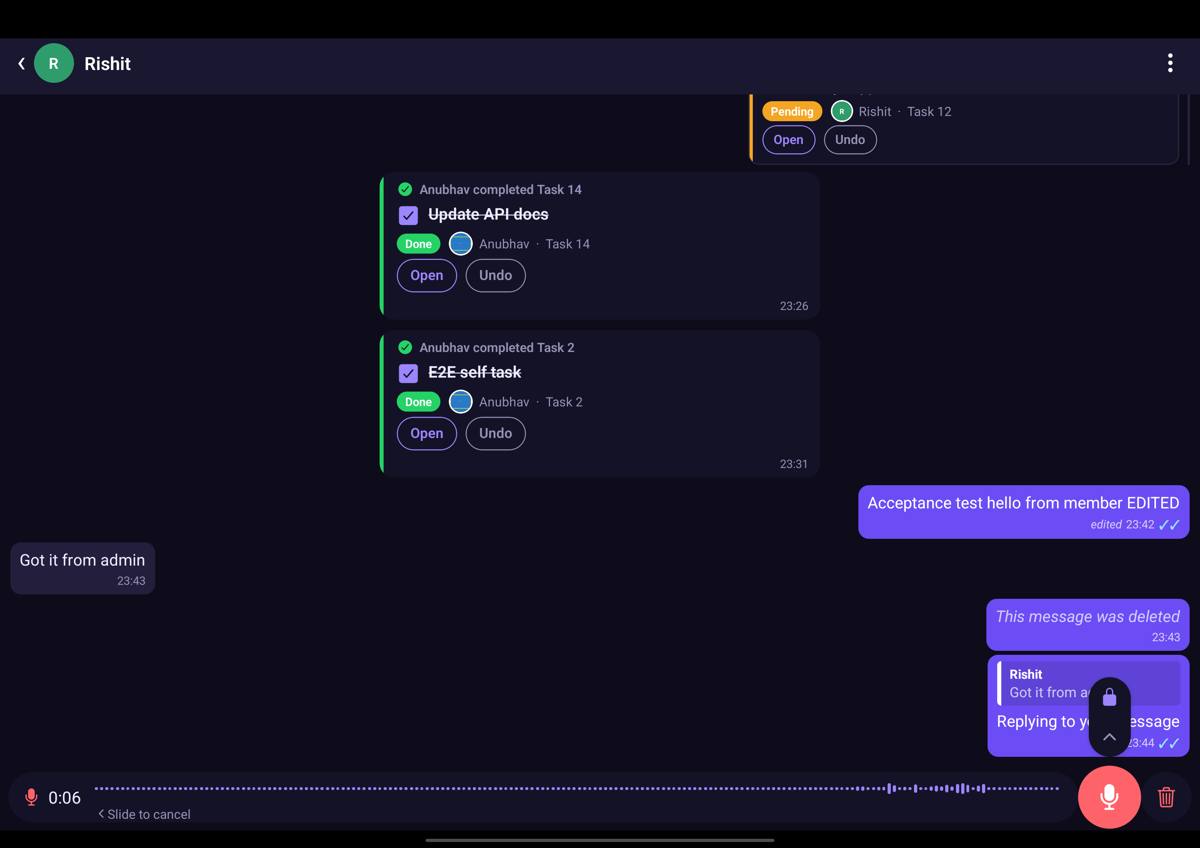 R Rishit
Pending R Rishit · Task 12
Open Undo
Anubhav completed Task 14
Update API docs
Done Anubhav · Task 14
Open Undo
23:26
Anubhav completed Task 2
E2E self task
Done Anubhav · Task 2
Open Undo
23:31
Acceptance test hello from member EDITED
edited 23:42
Got it from admin
23:43
This message was deleted
23:43
Rishit
Got it from
Replying to
23:44
0:06
Slide to cancel